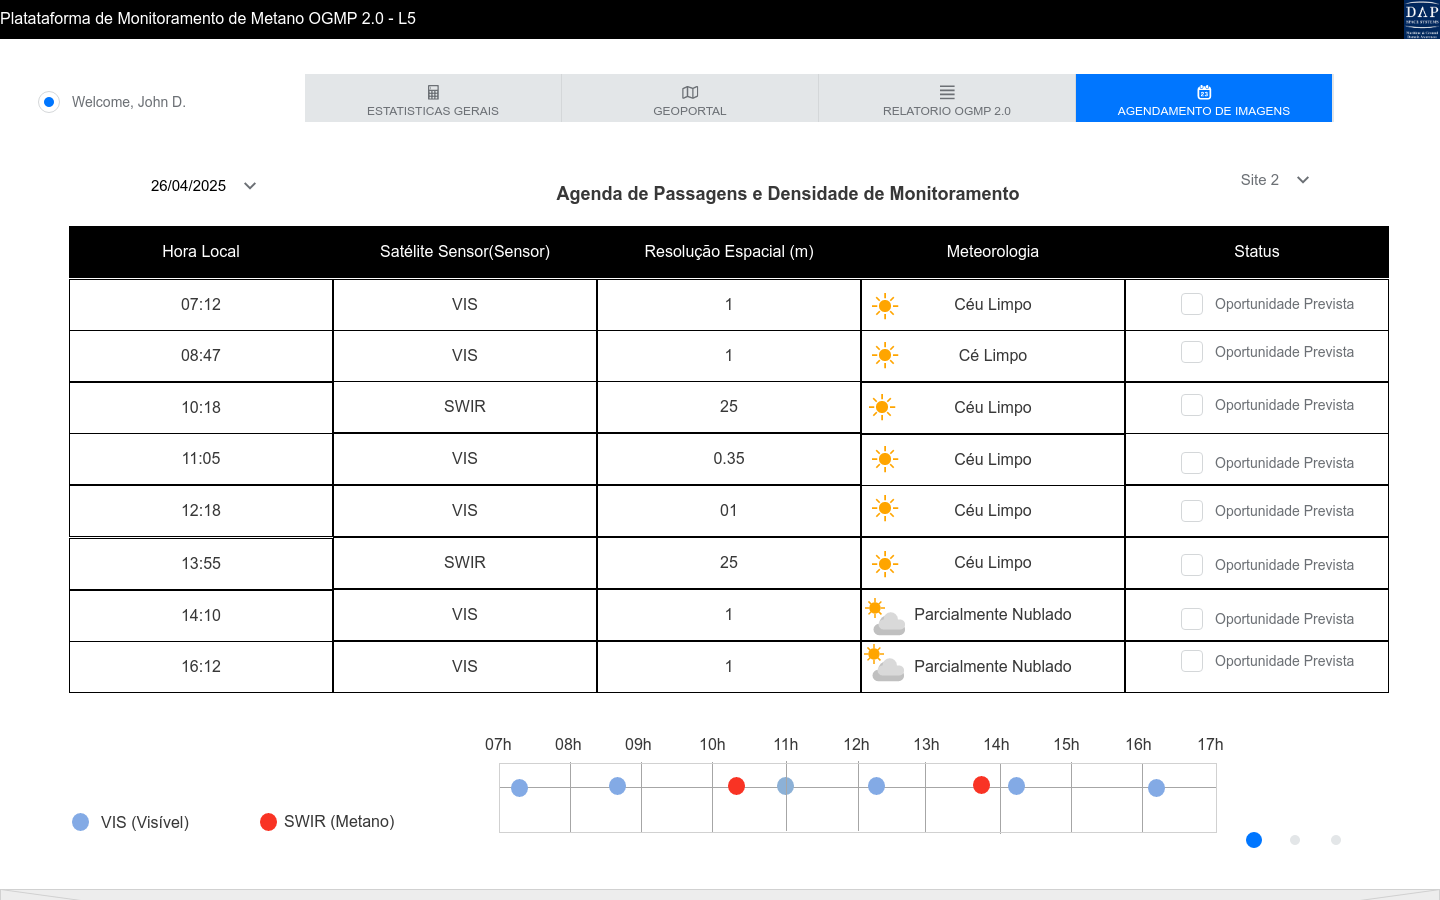 Platataforma de Monitoramento de Metano OGMP 2.0 - L5
DAP
SPACE SYSTEMS
Welcome, John D.
ESTATISTICAS GERAIS
GEOPORTAL
RELATORIO OGMP 2.0
23
AGENDAMENTO DE IMAGENS
26/04/2025
Agenda de Passagens e Densidade de Monitoramento
Site 2
Hora Local Satélite Sensor(Sensor) Resolução Espacial (m) Meteorologia Status
07:12 VIS 1 Céu Limpo Oportunidade Prevista
08:47 VIS 1 Cé Limpo Oportunidade Prevista
10:18 SWIR 25 Céu Limpo Oportunidade Prevista
11:05 VIS 0.35 Céu Limpo Oportunidade Prevista
12:18 VIS 01 Céu Limpo Oportunidade Prevista
13:55 SWIR 25 Céu Limpo Oportunidade Prevista
14:10 VIS 1 Parcialmente Nublado Oportunidade Prevista
16:12 VIS 1 Parcialmente Nublado Oportunidade Prevista
07h 08h 09h 10h 11h 12h 13h 14h 15h 16h 17h
VIS (Visível) SWIR (Metano)